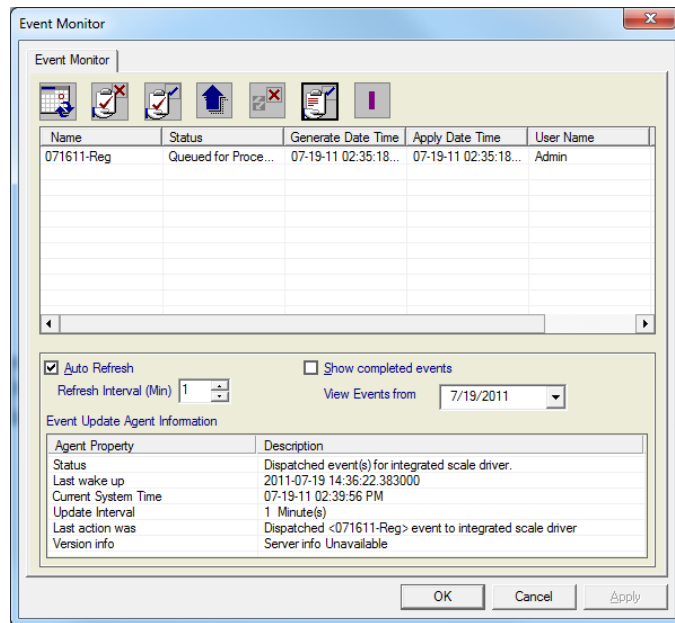 Event Monitor
Event Monitor
Name Status Generate Date Time Apply Date Time User Name
071611-Reg Queued for Proce... 07-19-11 02:35:18... 07-19-11 02:35:18... Admin
Auto Refresh Show completed events
Refresh Interval (Min) 1 View Events from 7/19/2011
Event Update Agent Information
Agent Property Description
Status Dispatched event(s) for integrated scale driver.
Last wake up 2011-07-19 14:36:22.383000
Current System Time 07-19-11 02:39:56 PM
Update Interval 1 Minute(s)
Last action was Dispatched <071611-Reg> event to integrated scale driver
Version info Server info Unavailable
OK Cancel Apply